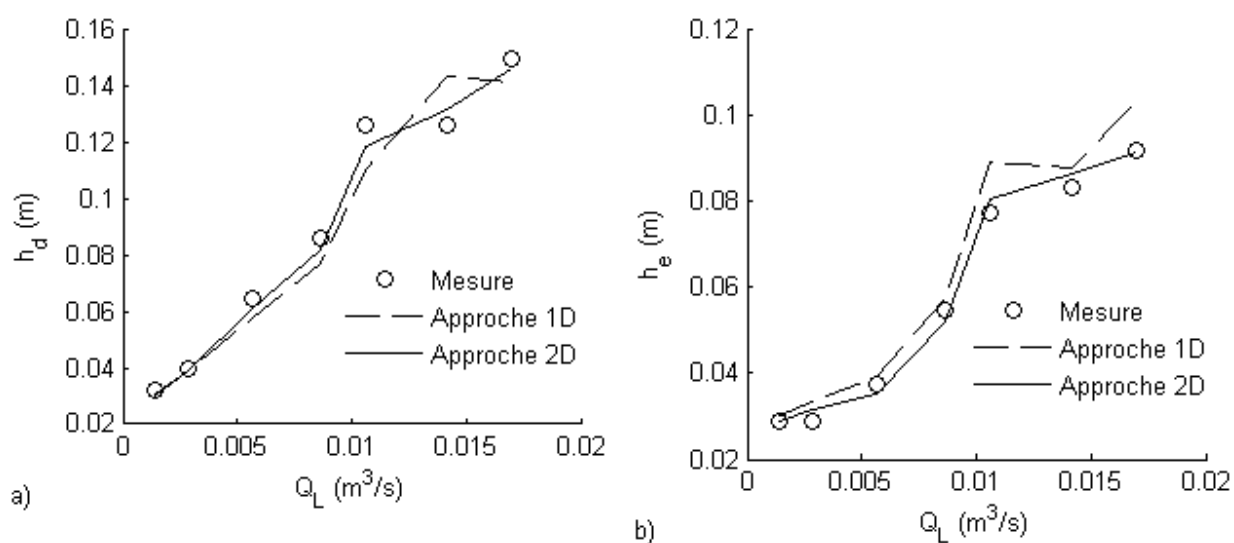 0.16
0.14
0.12
0.1
0.08
0.06
0.04
0.02
h_d (m)
0
0.005
0.01
0.015
0.02
Q_L (m³/s)
Mesure
Approche 1D
Approche 2D
a)
0.12
0.1
0.08
0.06
0.04
0.02
h_e (m)
0
0.005
0.01
0.015
0.02
Q_L (m³/s)
Mesure
Approche 1D
Approche 2D
b)